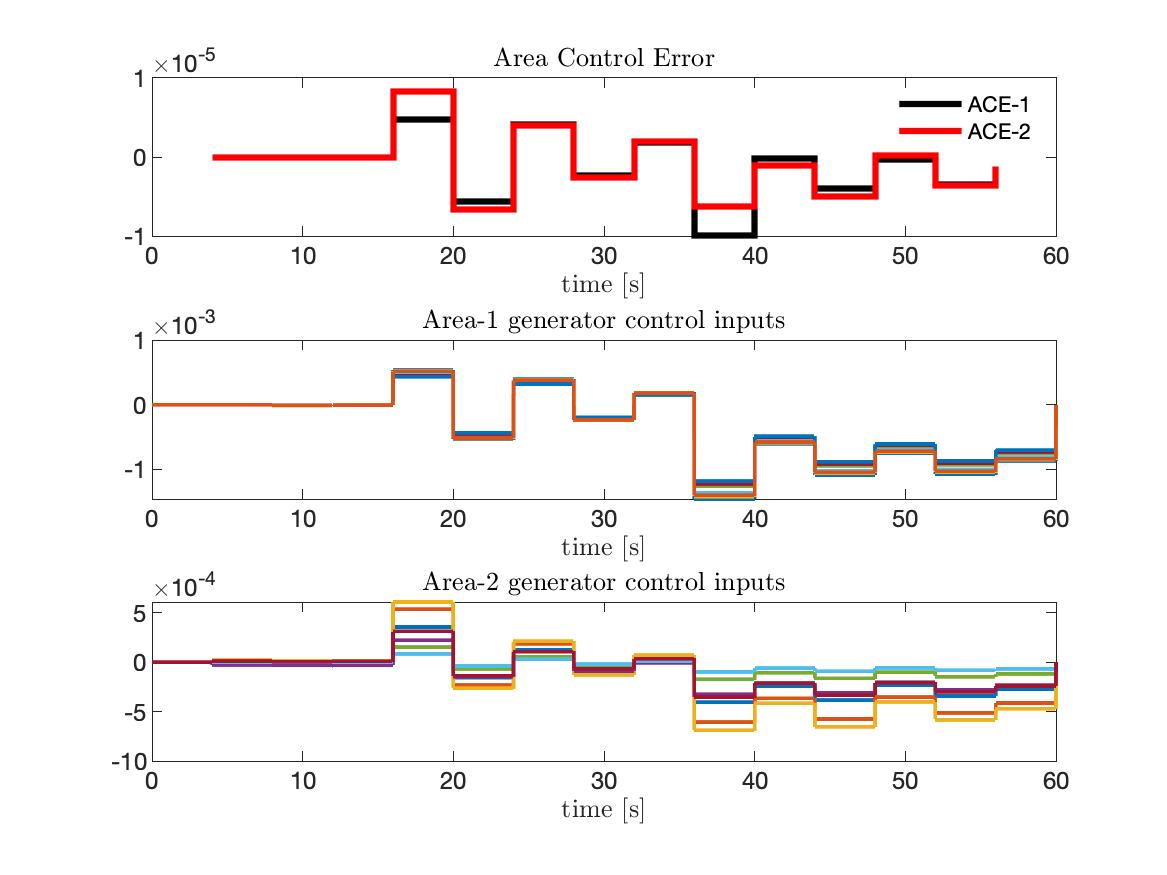 ×10-5
Area Control Error
1
0
-1
ACE-1
ACE-2
0 10 20 30 40 50 60
time [s]
×10-3
Area-1 generator control inputs
1
0
-1
0 10 20 30 40 50 60
time [s]
×10-4
Area-2 generator control inputs
5
0
-5
-10
0 10 20 30 40 50 60
time [s]